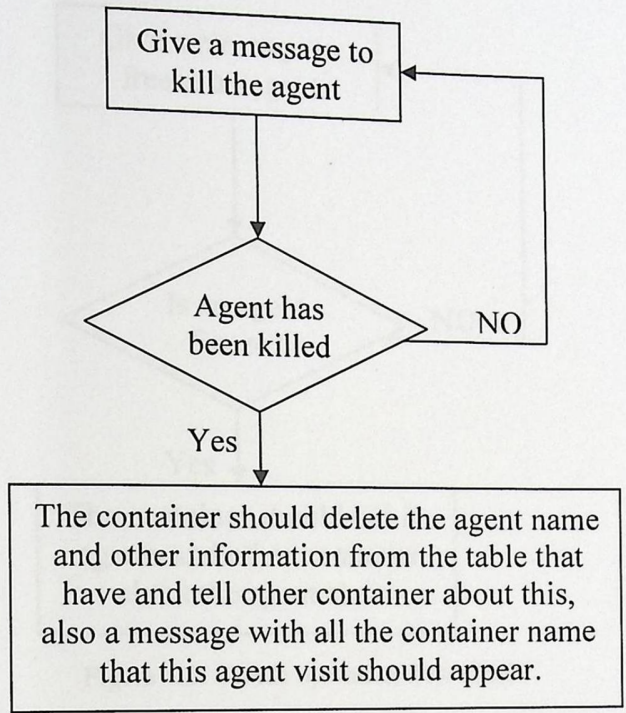 Give a message to
kill the agent
Agent has
been killed
NO
Yes
The container should delete the agent name
and other information from the table that
have and tell other container about this,
also a message with all the container name
that this agent visit should appear.